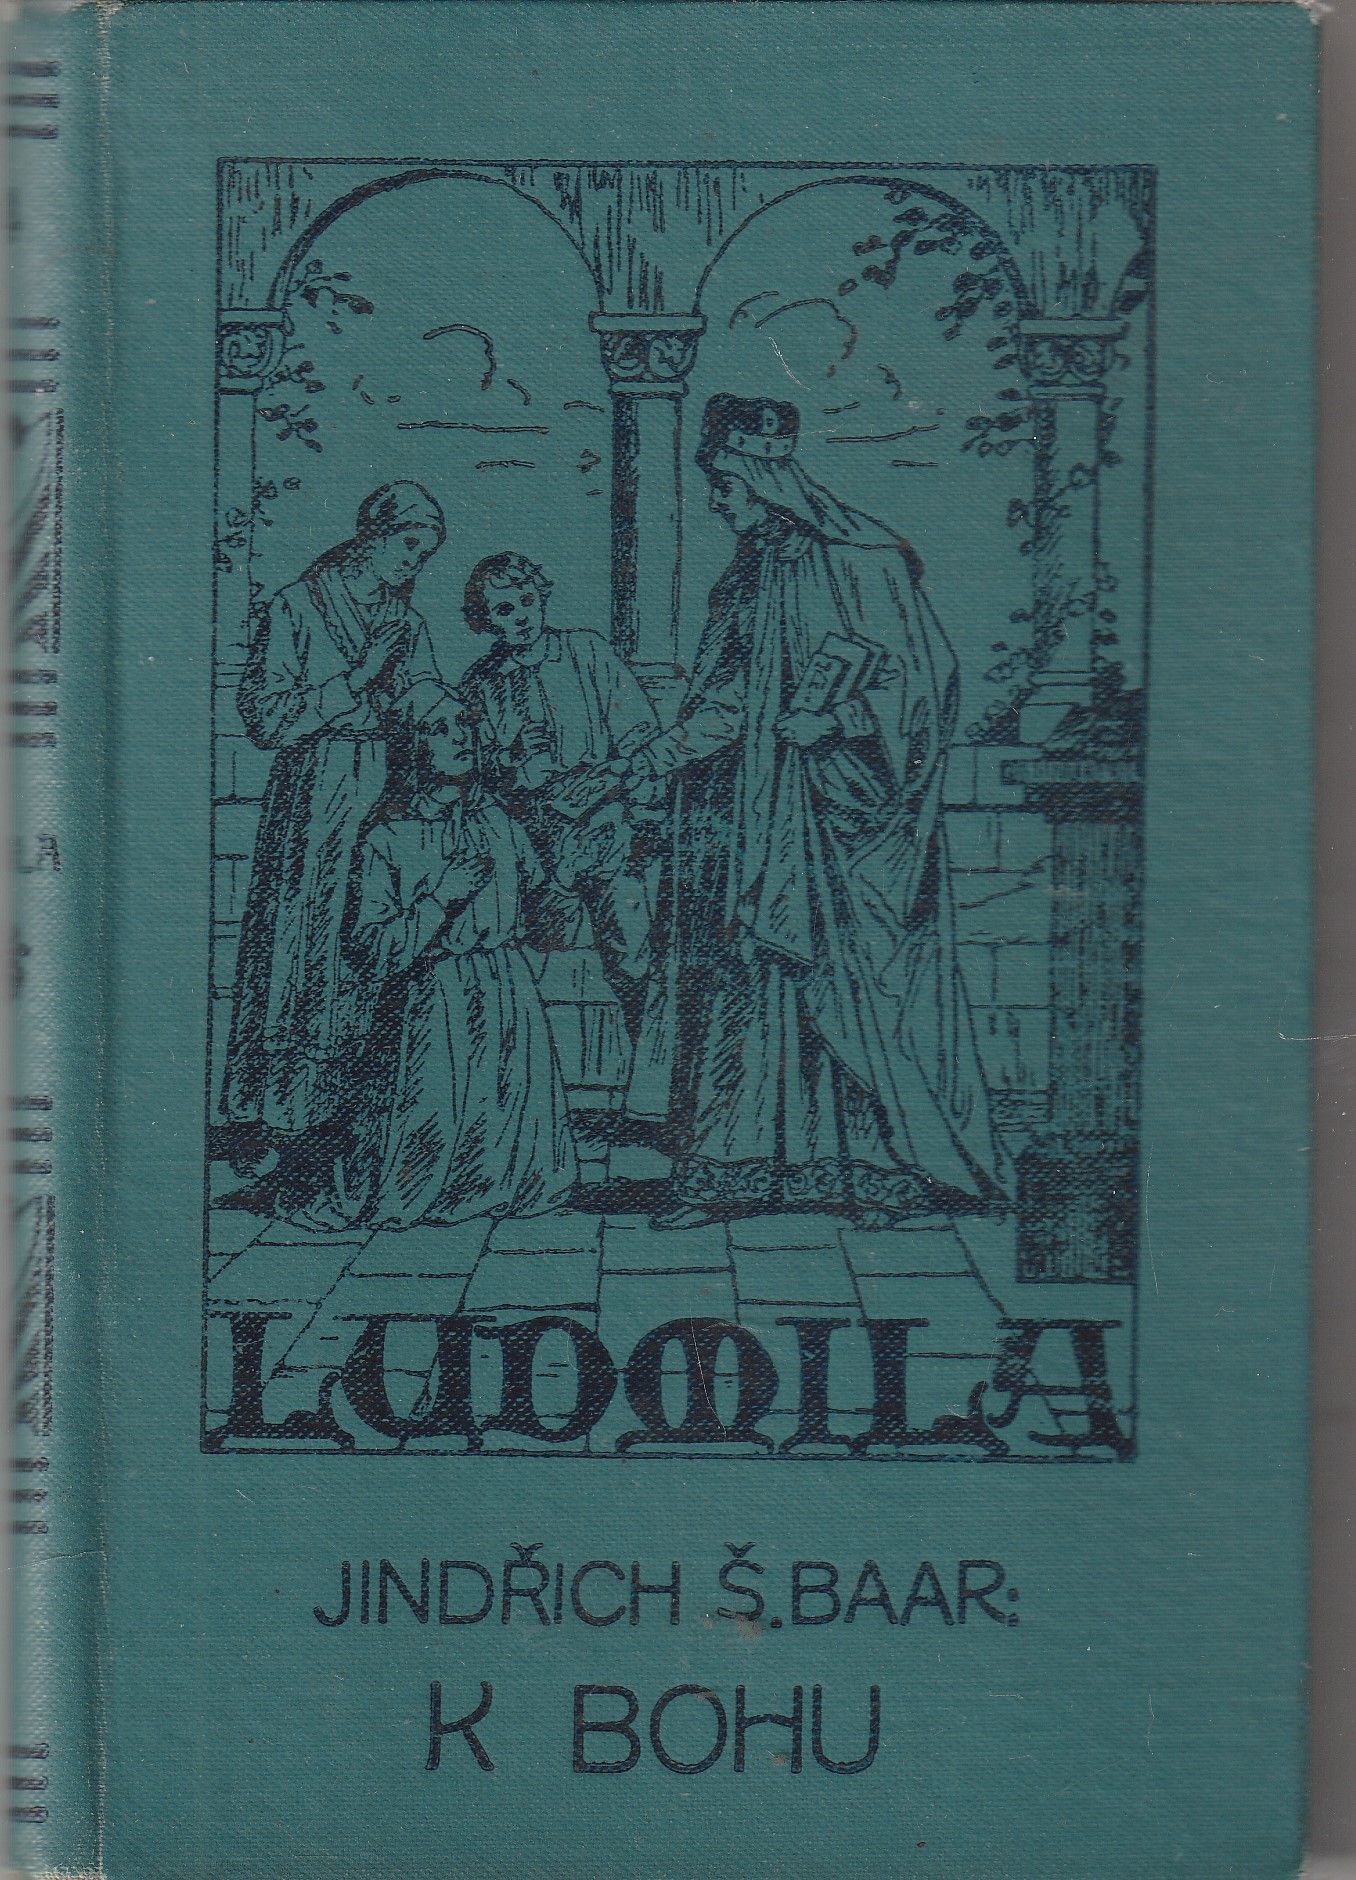 LUDMILA
JINDŘICH Š. BAAR:
K BOHU